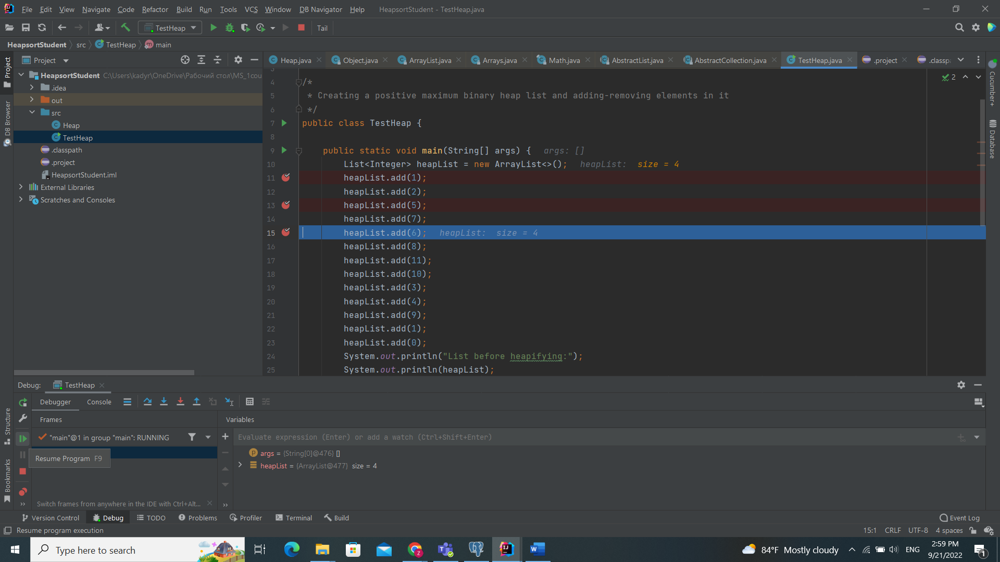 File Edit View Navigate Code Refactor Build Run Tools VCS Window DB Navigator Help HeapsortStudent - TestHeap.java
TestHeap Tail
HeapsortStudent src TestHeap main
Project
Heap.java Object.java ArrayList.java Arrays.java Math.java AbstractList.java AbstractCollection.java TestHeap.java .project .classpa
Project
DB Browser
Structure
Bookmarks
HeapsortStudent C:\Users\kadyr\OneDrive\Рабочий стол\MS_1cou
.idea
out
src
Heap
TestHeap
.classpath
.project
HeapsortStudent.iml
External Libraries
Scratches and Consoles
2
Cucumber+
Database
3
4 /*
5 * Creating a positive maximum binary heap list and adding-removing elements in it
6 */
7 public class TestHeap {
8
9 public static void main(String[] args) { args: []
10 List<Integer> heapList = new ArrayList<>(); heapList: size = 4
11 heapList.add(1);
12 heapList.add(2);
13 heapList.add(5);
14 heapList.add(7);
15 heapList.add(6); heapList: size = 4
16 heapList.add(8);
17 heapList.add(11);
18 heapList.add(10);
19 heapList.add(3);
20 heapList.add(4);
21 heapList.add(9);
22 heapList.add(1);
23 heapList.add(0);
24 System.out.println("List before heapifying:");
25 System.out.println(heapList);
Debug: TestHeap
Debugger Console
Frames Variables
"main"@1 in group "main": RUNNING
Evaluate expression (Enter) or add a watch (Ctrl+Shift+Enter)
Resume Program F9
args = {String[0]@476} []
heapList = {ArrayList@477} size = 4
Switch frames from anywhere in the IDE with Ctrl+Alt...
Version Control Debug TODO Problems Profiler Terminal Build Event Log
Resume program execution 15:1 CRLF UTF-8 4 spaces
Type here to search
84°F Mostly cloudy ENG
2:59 PM
9/21/2022
1